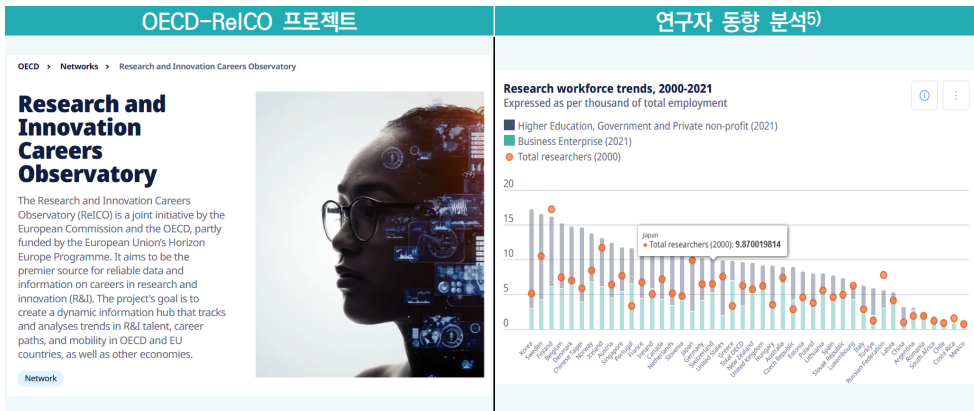 OECD-ReICO 프로젝트
연구자 동향 분석5)
OECD > Networks > Research and Innovation Careers Observatory
Research and
Innovation
Careers
Observatory
The Research and Innovation Careers
Observatory (ReICO) is a joint initiative by the
European Commission and the OECD, partly
funded by the European Union's Horizon
Europe Programme. It aims to be the
premier source for reliable data and
information on careers in research and
innovation (R&I). The project's goal is to
create a dynamic information hub that tracks
and analyses trends in R&I talent, career
paths, and mobility in OECD and EU
countries, as well as other economies.
Network
Research workforce trends, 2000-2021
Expressed as per thousand of total employment
Higher Education, Government and Private non-profit (2021)
Business Enterprise (2021)
Total researchers (2000)
20
15
10
5
0
Japan
Total researchers (2000): 9.870019814
Korea
Sweden
Finland
Belgium
Denmark
Chinese Taipei
Norway
Iceland
Austria
Singapore
Portugal
France
Ireland
Canada
Netherlands
Slovenia
Japan
Germany
Switzerland
United States
Greece
Total OECD
New Zealand
United Kingdom
Hungary
Australia
Czech Republic
Estonia
Poland
Lithuania
Spain
Slovak Republic
Luxembourg
Italy
Türkiye
Russian Federation
Latvia
China
Argentina
Romania
South Africa
Chile
Costa Rica
Mexico